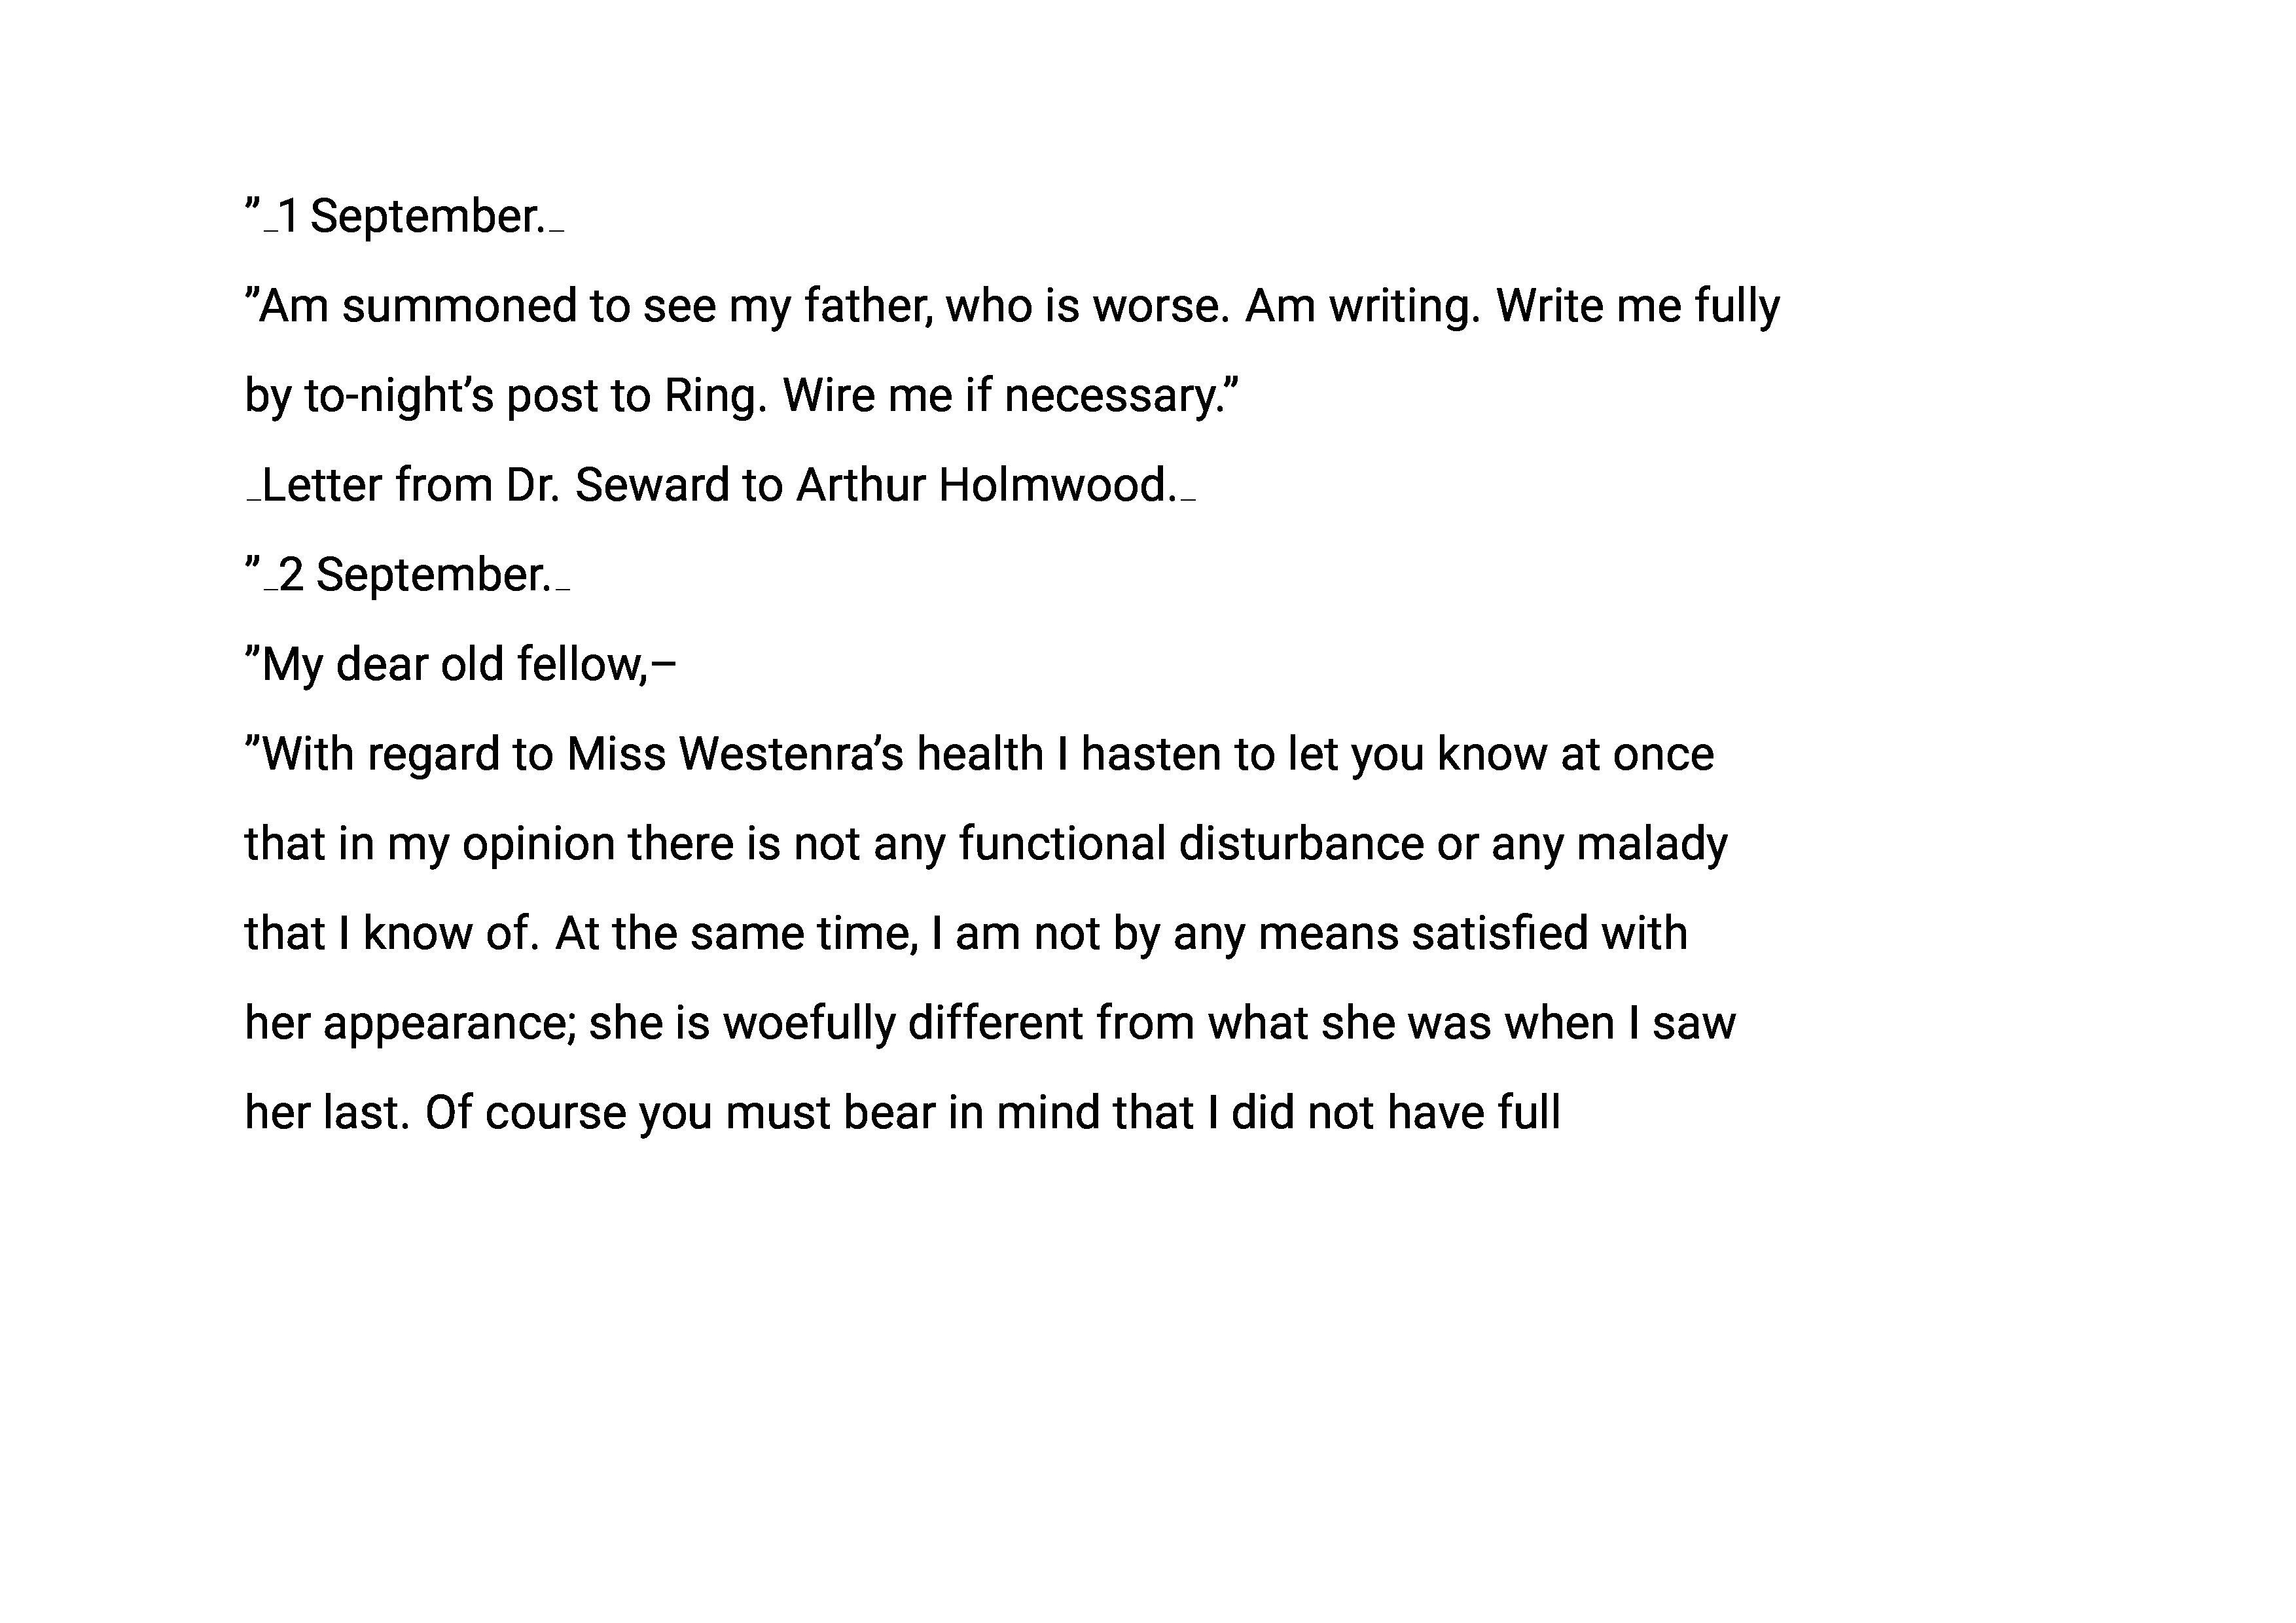 ”_1 September._
”Am summoned to see my father, who is worse. Am writing. Write me fully
by to-night’s post to Ring. Wire me if necessary.”
_Letter from Dr. Seward to Arthur Holmwood._
”_2 September._
”My dear old fellow,–
”With regard to Miss Westenra’s health I hasten to let you know at once
that in my opinion there is not any functional disturbance or any malady
that I know of. At the same time, I am not by any means satisfied with
her appearance; she is woefully different from what she was when I saw
her last. Of course you must bear in mind that I did not have full